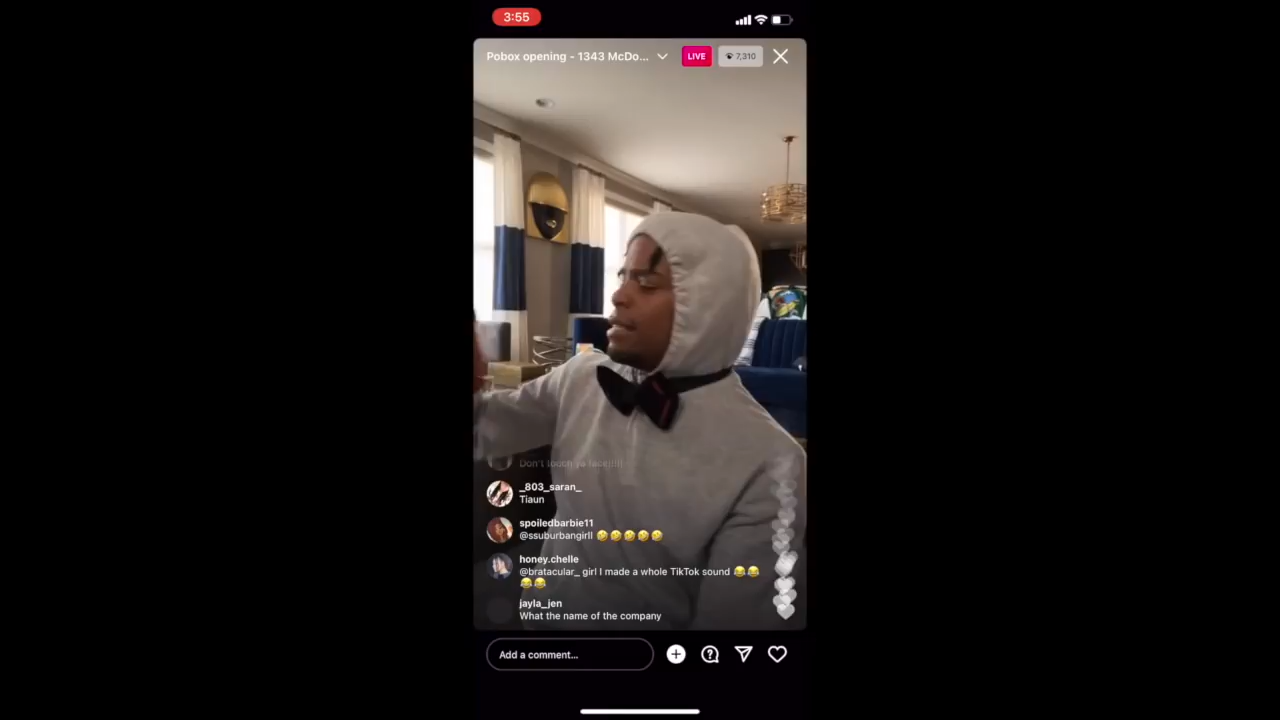 3:55
Pobox opening - 1343 McDo...
LIVE
7,310
Don't touch ya face!!!!!
_803_saran_
Tiaun
spoiledbarbie11
@ssuburbangirll 🤣🤣🤣🤣🤣
honey.chelle
@bratacular_ girl I made a whole TikTok sound 😂😂
😂😂
jayla_jen
What the name of the company
Add a comment...